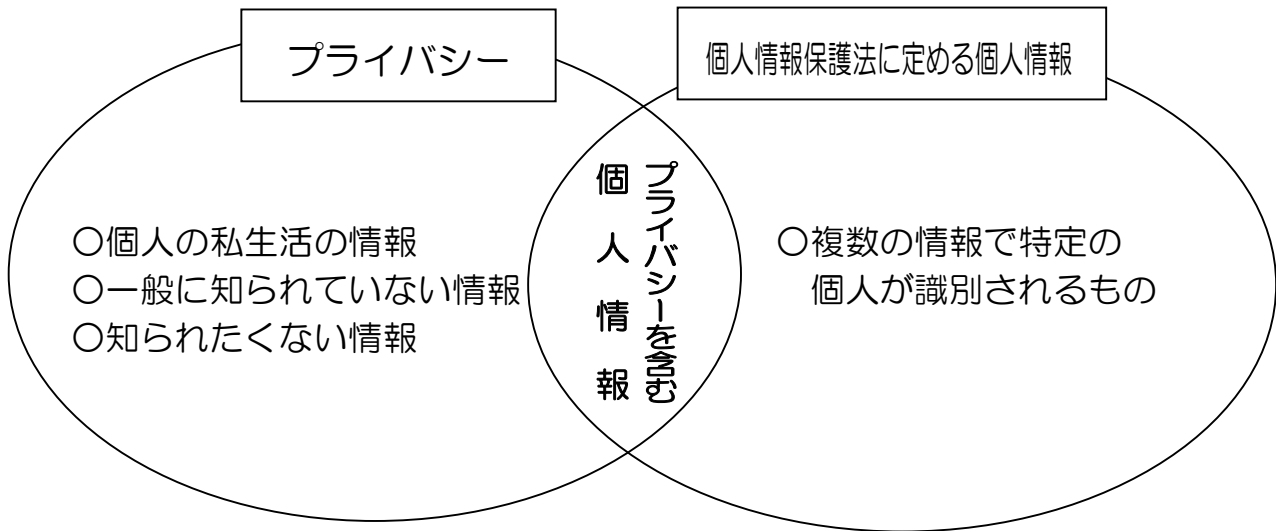 プライバシー
個人情報保護法に定める個人情報
○個人の私生活の情報
○一般に知られていない情報
○知られたくない情報
プライバシーを含む
個人情報
○複数の情報で特定の
個人が識別されるもの